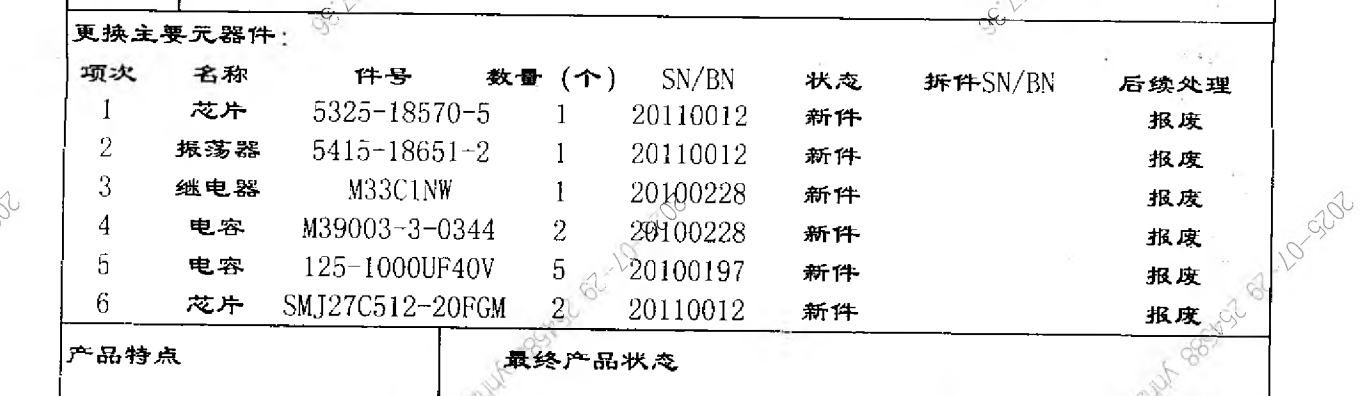 更换主要元器件:
项次 名称 件号 数量(个) SN/BN 状态 拆件SN/BN 后续处理
1 芯片 5325-18570-5 1 20110012 新件 报废
2 振荡器 5415-18651-2 1 20110012 新件 报废
3 继电器 M33C1NW 1 20100228 新件 报废
4 电容 M39003-3-0344 2 20100228 新件 报废
5 电容 125-1000UF40V 5 20100197 新件 报废
6 芯片 SMJ27C512-20FGM 2 20110012 新件 报废
产品特点 最终产品状态